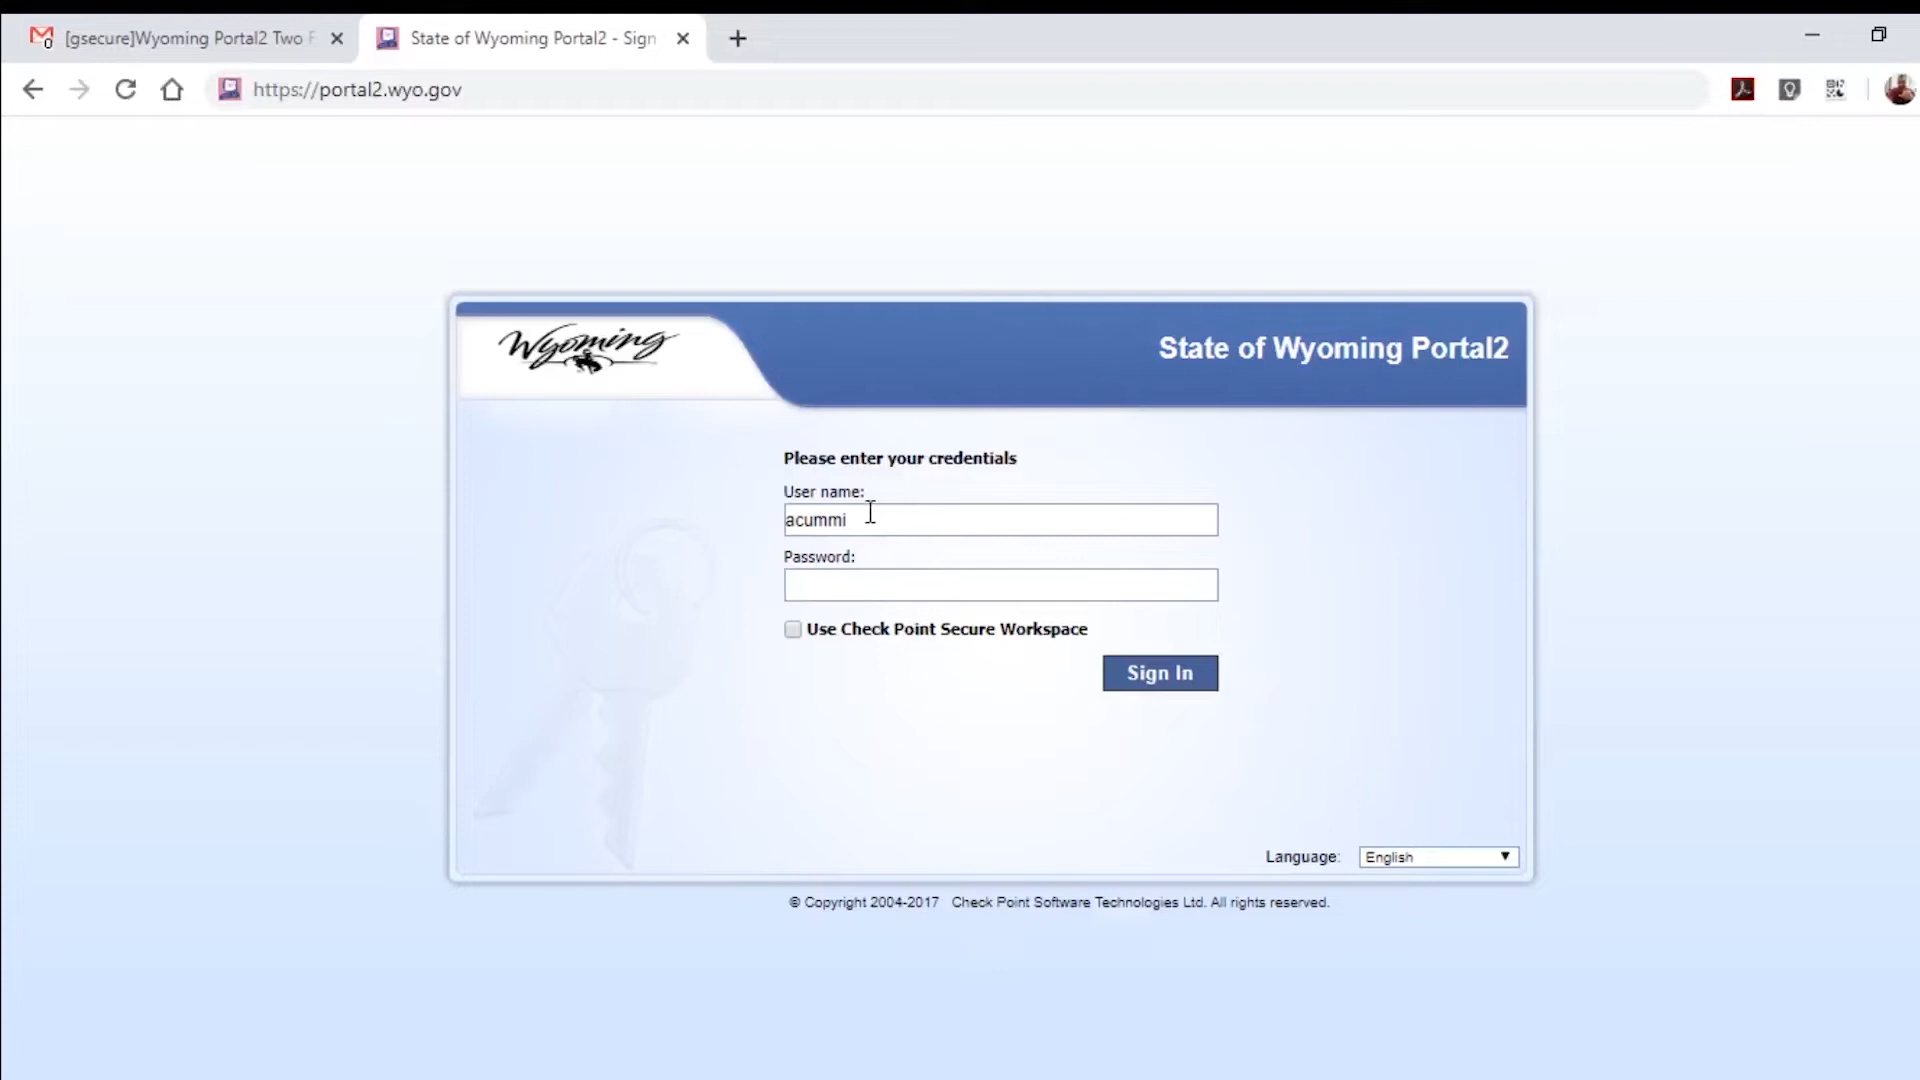 [gsecure]Wyoming Portal2 Two F
State of Wyoming Portal2 - Sign
https://portal2.wyo.gov
Wyoming
State of Wyoming Portal2
Please enter your credentials
User name:
acummi
Password:
Use Check Point Secure Workspace
Sign In
Language: English
© Copyright 2004-2017 Check Point Software Technologies Ltd. All rights reserved.